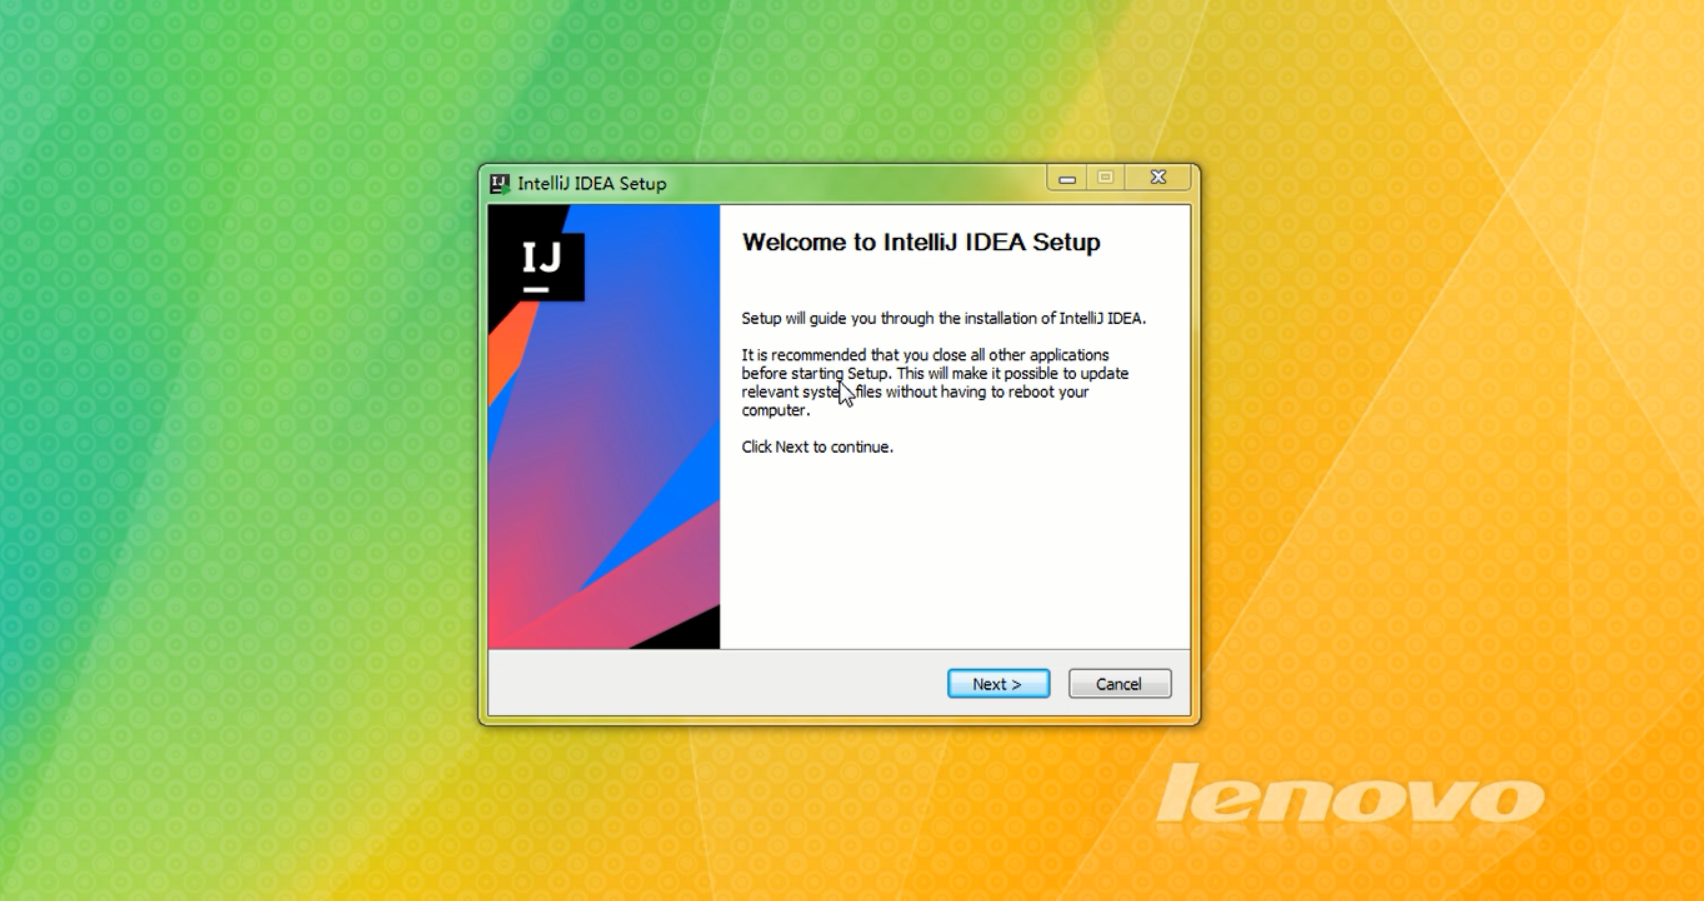 IntelliJ IDEA Setup
IJ
Welcome to IntelliJ IDEA Setup
Setup will guide you through the installation of IntelliJ IDEA.
It is recommended that you close all other applications
before starting Setup. This will make it possible to update
relevant system files without having to reboot your
computer.
Click Next to continue.
Next >
Cancel
lenovo